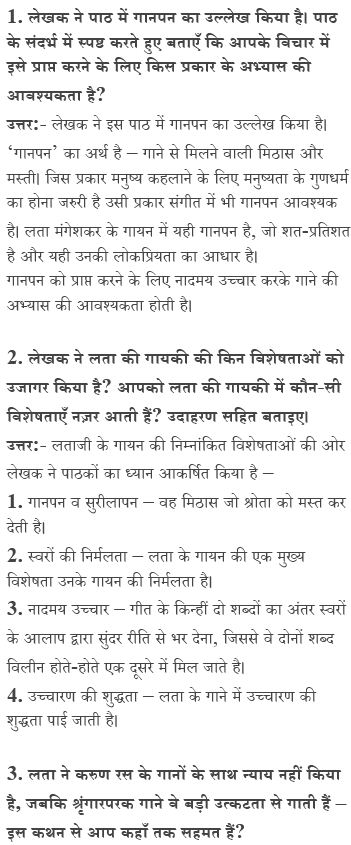 1. लेखक ने पाठ में गानपन का उल्लेख किया है। पाठ
के संदर्भ में स्पष्ट करते हुए बताएँ कि आपके विचार में
इसे प्राप्त करने के लिए किस प्रकार के अभ्यास की
आवश्यकता है?
उत्तर:- लेखक ने इस पाठ में गानपन का उल्लेख किया है।
‘गानपन’ का अर्थ है – गाने से मिलने वाली मिठास और
मस्ती। जिस प्रकार मनुष्य कहलाने के लिए मनुष्यता के गुणधर्म
का होना जरुरी है उसी प्रकार संगीत में भी गानपन आवश्यक
है। लता मंगेशकर के गायन में यही गानपन है, जो शत-प्रतिशत
है और यही उनकी लोकप्रियता का आधार है।
गानपन को प्राप्त करने के लिए नादमय उच्चार करके गाने की
अभ्यास की आवश्यकता होती है।
2. लेखक ने लता की गायकी की किन विशेषताओं को
उजागर किया है? आपको लता की गायकी में कौन-सी
विशेषताएँ नज़र आती हैं? उदाहरण सहित बताइए।
उत्तर:- लताजी के गायन की निम्नांकित विशेषताओं की ओर
लेखक ने पाठकों का ध्यान आकर्षित किया है –
1. गानपन व सुरीलापन – वह मिठास जो श्रोता को मस्त कर
देती है।
2. स्वरों की निर्मलता – लता के गायन की एक मुख्य
विशेषता उनके गायन की निर्मलता है।
3. नादमय उच्चार – गीत के किन्हीं दो शब्दों का अंतर स्वरों
के आलाप द्वारा सुंदर रीति से भर देना, जिससे वे दोनों शब्द
विलीन होते-होते एक दूसरे में मिल जाते है।
4. उच्चारण की शुद्धता – लता के गाने में उच्चारण की
शुद्धता पाई जाती है।
3. लता ने करुण रस के गानों के साथ न्याय नहीं किया
है, जबकि श्रृंगारपरक गाने वे बड़ी उत्कटता से गाती हैं –
इस कथन से आप कहाँ तक सहमत हैं?